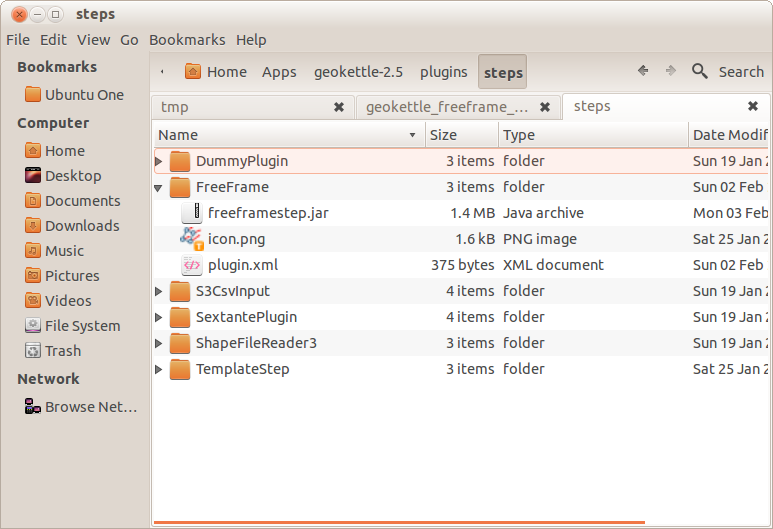 steps
File Edit View Go Bookmarks Help
Bookmarks
Ubuntu One
Computer
Home
Desktop
Documents
Downloads
Music
Pictures
Videos
File System
Trash
Network
Browse Net...
Home Apps geokettle-2.5 plugins steps Search
tmp geokettle_freeframe_... steps
Name Size Type Date Modif
DummyPlugin 3 items folder Sun 19 Jan 2
FreeFrame 3 items folder Sun 02 Feb
freeframestep.jar 1.4 MB Java archive Mon 03 Feb
icon.png 1.6 kB PNG image Sat 25 Jan 2
plugin.xml 375 bytes XML document Sun 02 Feb
S3CsvInput 4 items folder Sun 19 Jan 2
SextantePlugin 4 items folder Sun 19 Jan 2
ShapeFileReader3 3 items folder Sun 19 Jan 2
TemplateStep 3 items folder Sat 25 Jan 2